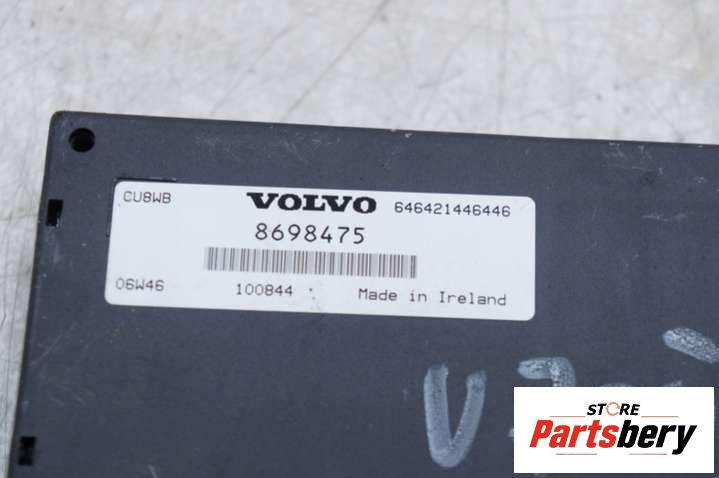 CU8WB VOLVO 646421446446
8698475
06W46 100844 Made in Ireland
STORE
Partsbery